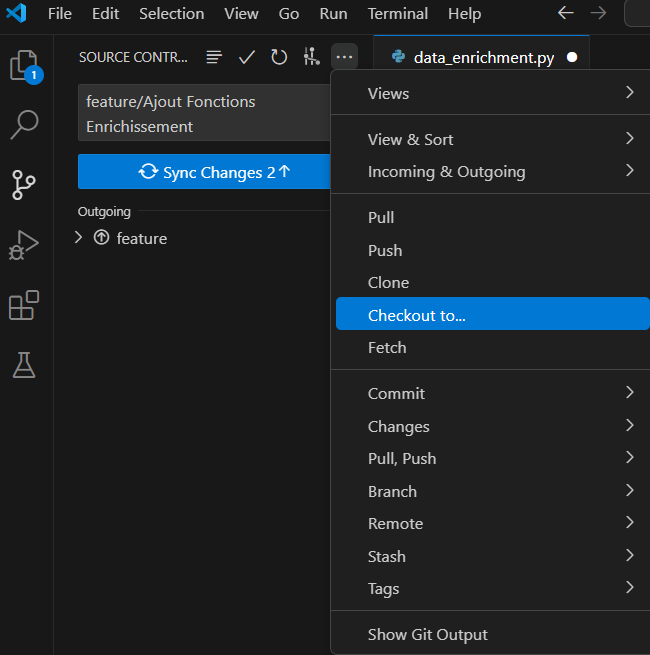 File Edit Selection View Go Run Terminal Help
SOURCE CONTR...
data_enrichment.py
1
feature/Ajout Fonctions
Enrichissement
Sync Changes 2↑
Outgoing
feature
Views
View & Sort
Incoming & Outgoing
Pull
Push
Clone
Checkout to...
Fetch
Commit
Changes
Pull, Push
Branch
Remote
Stash
Tags
Show Git Output